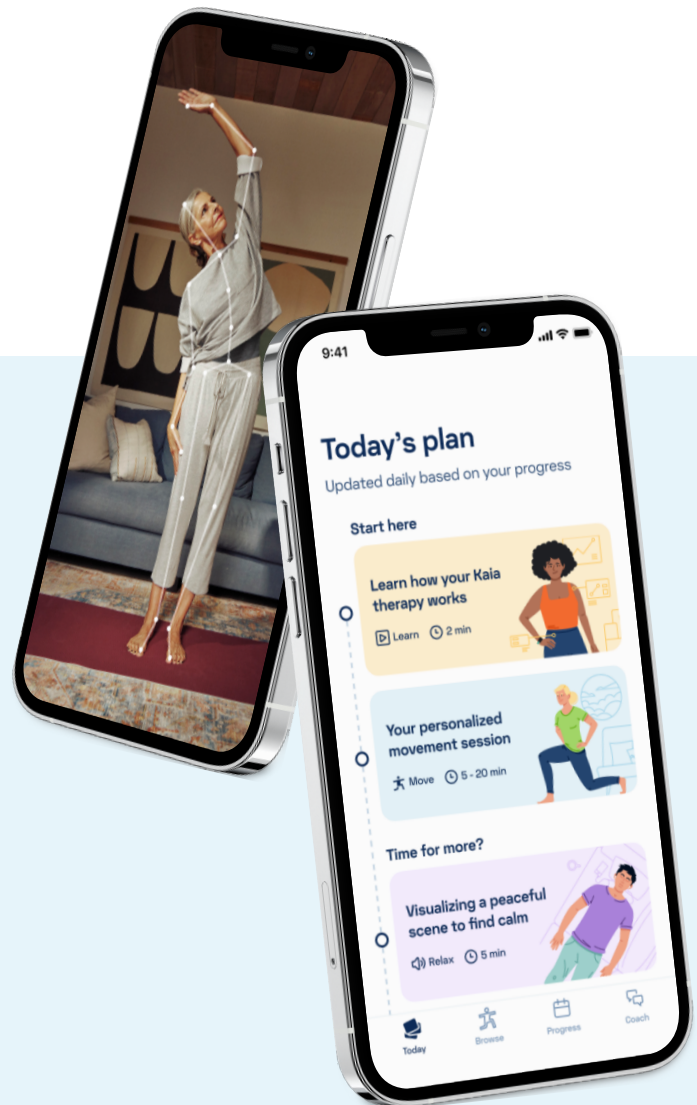 9:41
Today's plan
Updated daily based on your progress
Start here
Learn how your Kaia
therapy works
Learn 2 min
Your personalized
movement session
Move 5 - 20 min
Time for more?
Visualizing a peaceful
scene to find calm
Relax 5 min
Today Browse Progress Coach